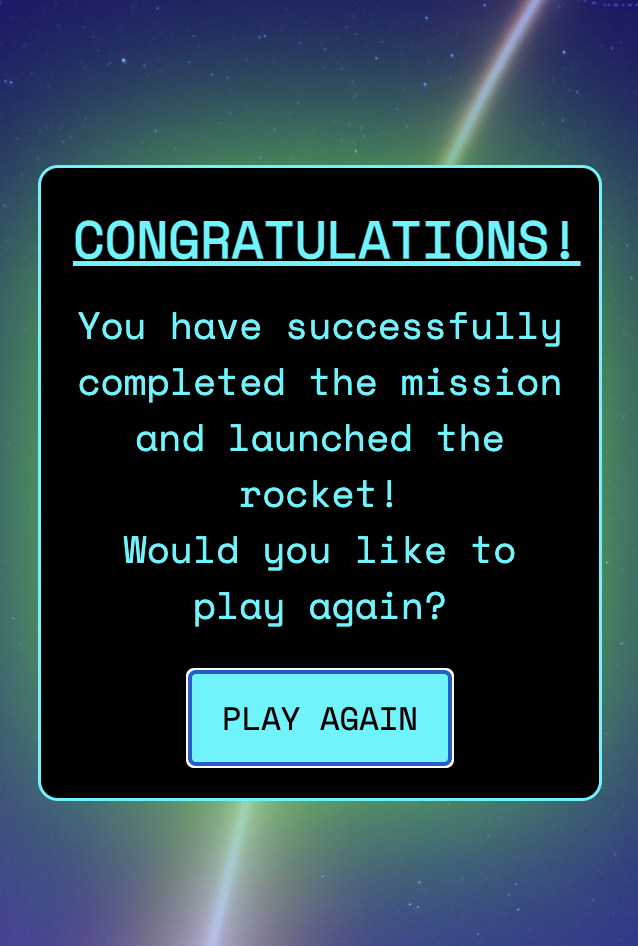 CONGRATULATIONS!
You have successfully
completed the mission
and launched the
rocket!
Would you like to
play again?
PLAY AGAIN